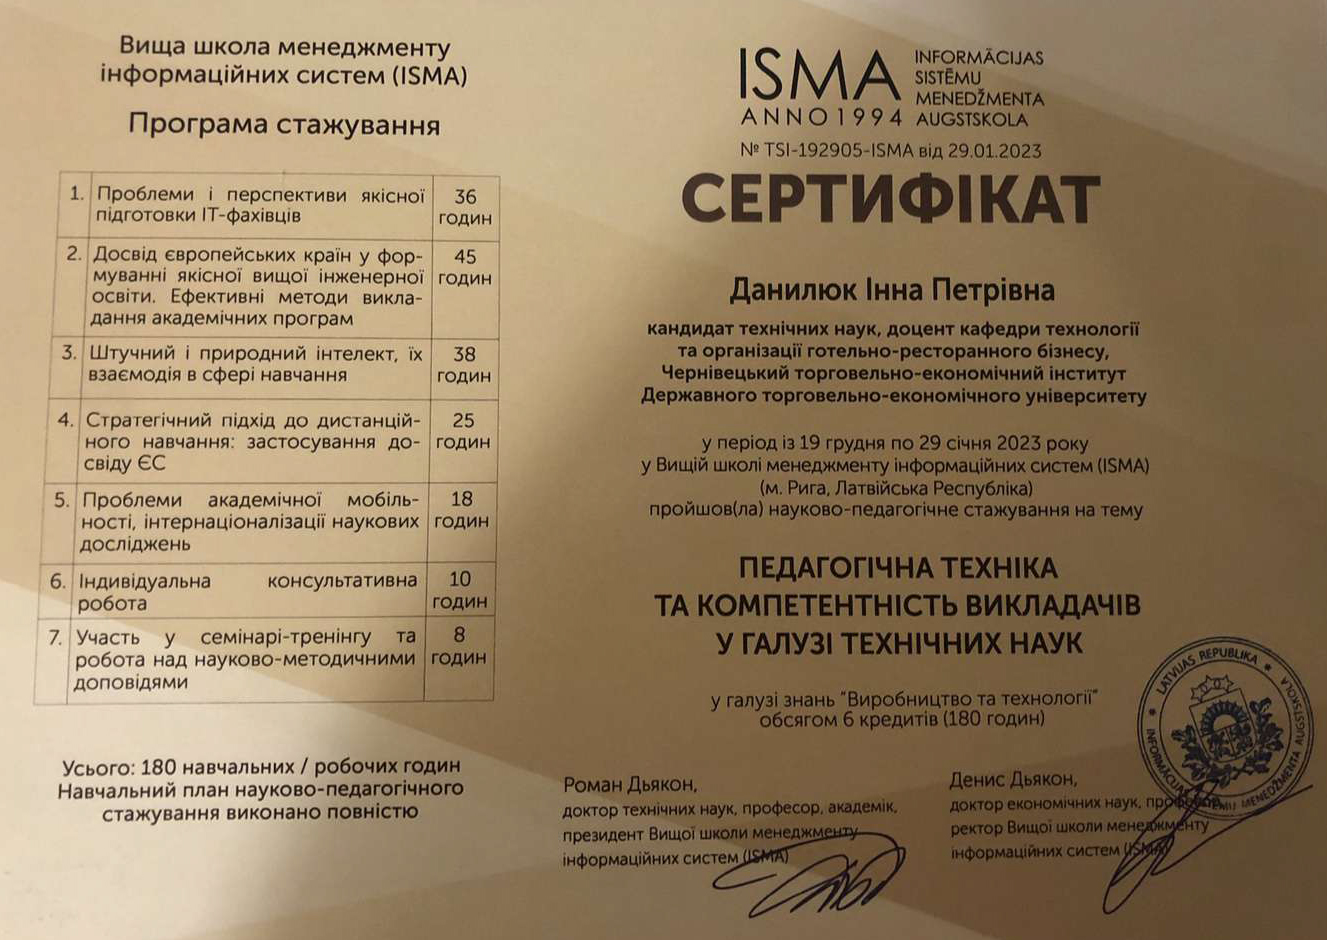 Вища школа менеджменту
інформаційних систем (ISMA)
Програма стажування
1. Проблеми і перспективи якісної 36
підготовки ІТ-фахівців годин
2. Досвід європейських країн у фор- 45
муванні якісної вищої інженерної годин
освіти. Ефективні методи викла-
дання академічних програм
3. Штучний і природний інтелект, їх 38
взаємодія в сфері навчання годин
4. Стратегічний підхід до дистанцій- 25
ного навчання: застосування до- годин
свіду ЄС
5. Проблеми академічної мобіль- 18
ності, інтернаціоналізації наукових годин
досліджень
6. Індивідуальна консультативна 10
робота годин
7. Участь у семінарі-тренінгу та 8
робота над науково-методичними годин
доповідями
Усього: 180 навчальних / робочих годин
Навчальний план науково-педагогічного
стажування виконано повністю
ISMA
ANNO 1994
INFORMĀCIJAS
SISTĒMU
MENEDŽMENTA
AUGSTSKOLA
№ TSI-192905-ISMA від 29.01.2023
СЕРТИФІКАТ
Данилюк Інна Петрівна
кандидат технічних наук, доцент кафедри технології
та організації готельно-ресторанного бізнесу,
Чернівецький торговельно-економічний інститут
Державного торговельно-економічного університету
у період із 19 грудня по 29 січня 2023 року
у Вищій школі менеджменту інформаційних систем (ISMA)
(м. Рига, Латвійська Республіка)
пройшов(ла) науково-педагогічне стажування на тему
ПЕДАГОГІЧНА ТЕХНІКА
ТА КОМПЕТЕНТНІСТЬ ВИКЛАДАЧІВ
У ГАЛУЗІ ТЕХНІЧНИХ НАУК
у галузі знань "Виробництво та технології"
обсягом 6 кредитів (180 годин)
Роман Дьякон,
доктор технічних наук, професор, академік,
президент Вищої школи менеджменту
інформаційних систем (ISMA)
Денис Дьякон,
доктор економічних наук, професор,
ректор Вищої школи менеджменту
інформаційних систем (ISMA)
LATVIJAS REPUBLIKA
INFORMĀCIJAS SISTĒMU MENEDŽMENTA AUGSTSKOLA